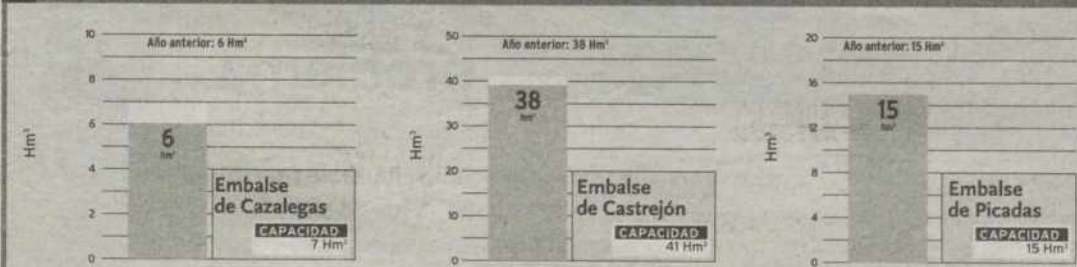 10
8
6
4
2
0
Hm³
Año anterior: 6 Hm³
6
Hm³
Embalse
de Cazalegas
CAPACIDAD
7 Hm³
50
40
30
20
10
0
Hm³
Año anterior: 38 Hm³
38
Hm³
Embalse
de Castrejón
CAPACIDAD
41 Hm³
20
16
12
8
4
0
Hm³
Año anterior: 15 Hm³
15
Hm³
Embalse
de Picadas
CAPACIDAD
15 Hm³